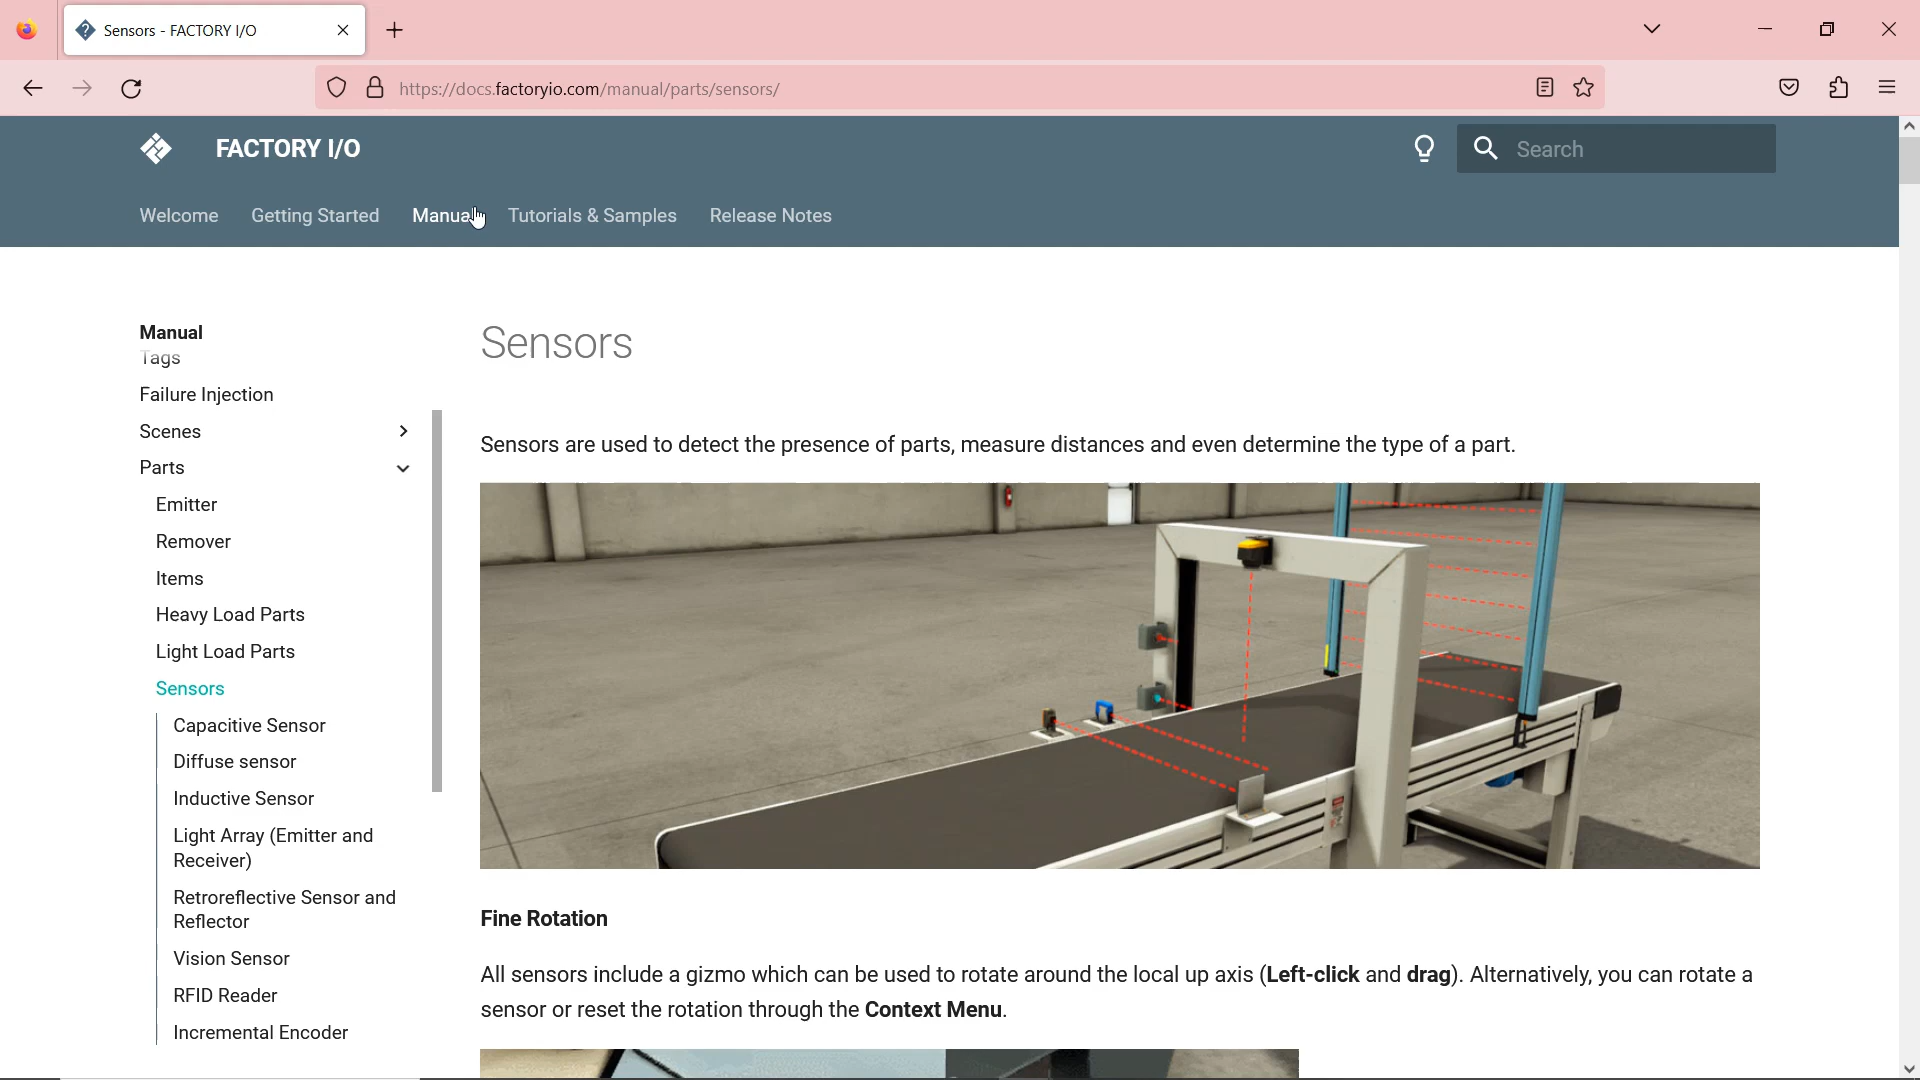 Sensors - FACTORY I/O
https://docs.factoryio.com/manual/parts/sensors/
FACTORY I/O
Search
Welcome
Getting Started
Manual
Tutorials & Samples
Release Notes
Manual
Tags
Failure Injection
Scenes
Parts
Emitter
Remover
Items
Heavy Load Parts
Light Load Parts
Sensors
Capacitive Sensor
Diffuse sensor
Inductive Sensor
Light Array (Emitter and
Receiver)
Retroreflective Sensor and
Reflector
Vision Sensor
RFID Reader
Incremental Encoder
Sensors
Sensors are used to detect the presence of parts, measure distances and even determine the type of a part.
Fine Rotation
All sensors include a gizmo which can be used to rotate around the local up axis (Left-click and drag). Alternatively, you can rotate a
sensor or reset the rotation through the Context Menu.